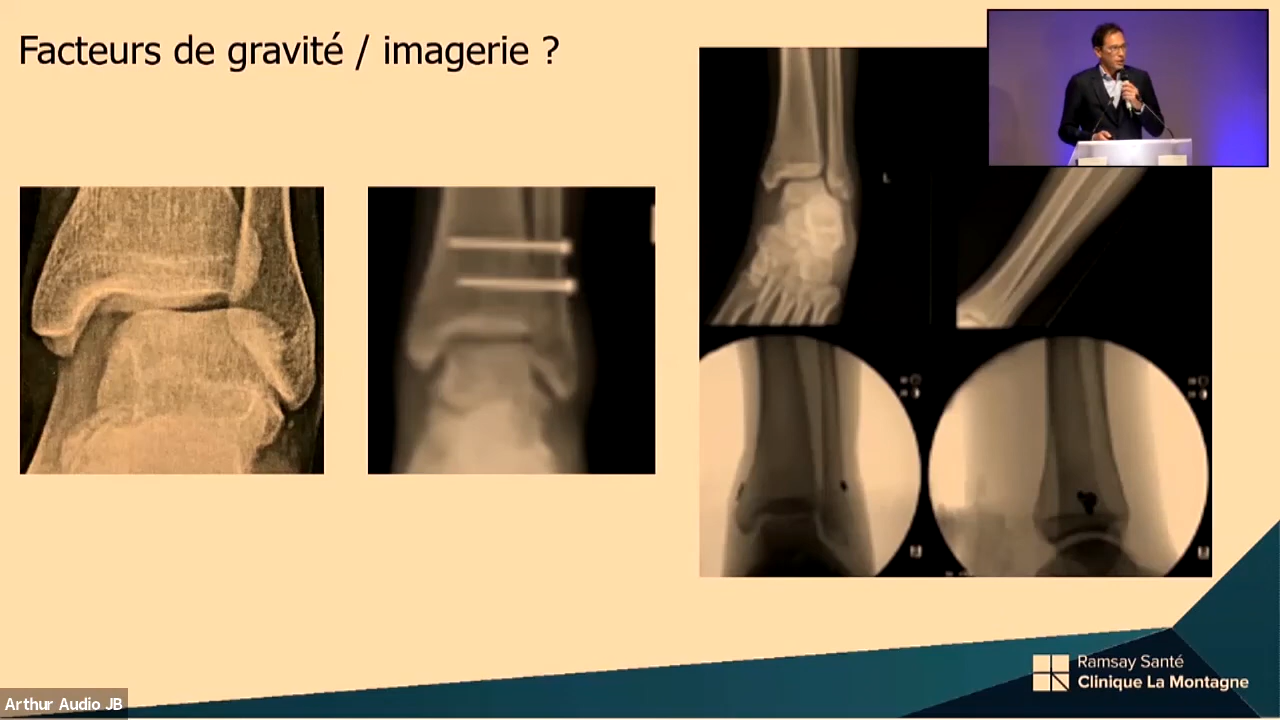 Facteurs de gravité / imagerie ?
L
Ramsay Santé
Clinique La Montagne
Arthur Audio JB